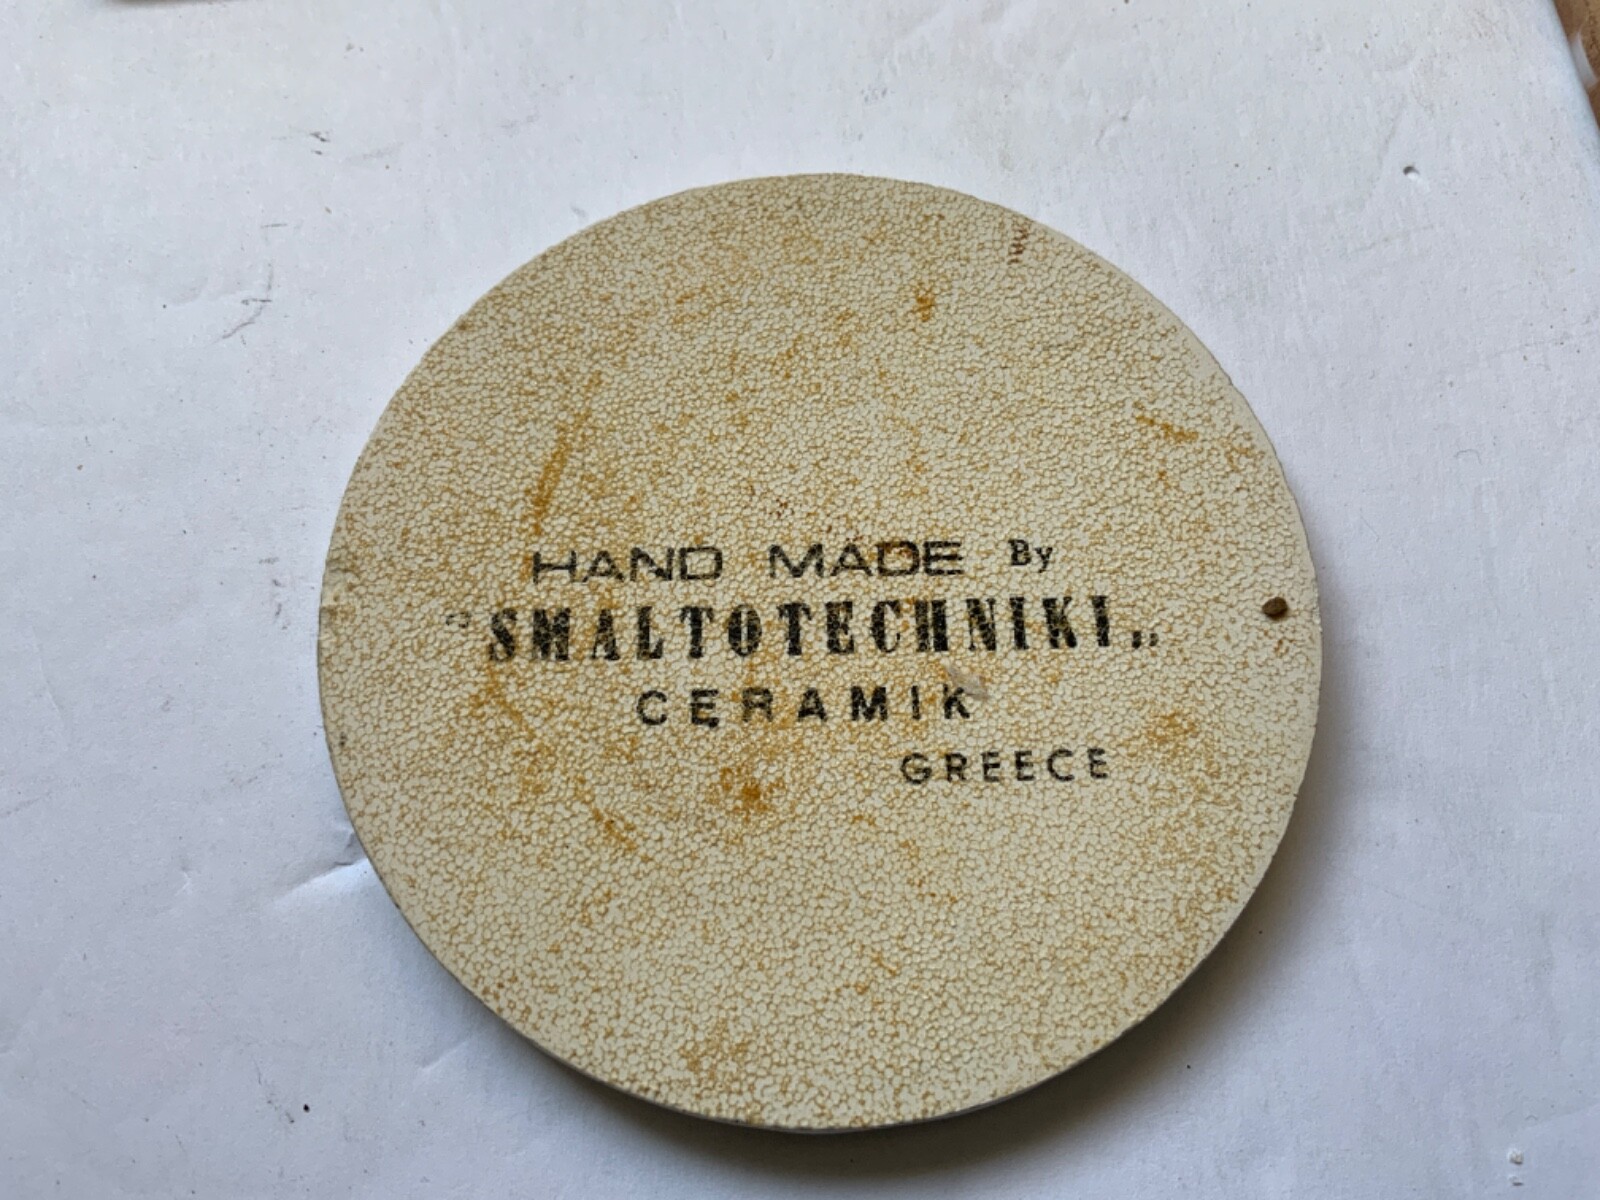 HAND MADE By
"SMALTOTECHNIKI„
CERAMIK
GREECE